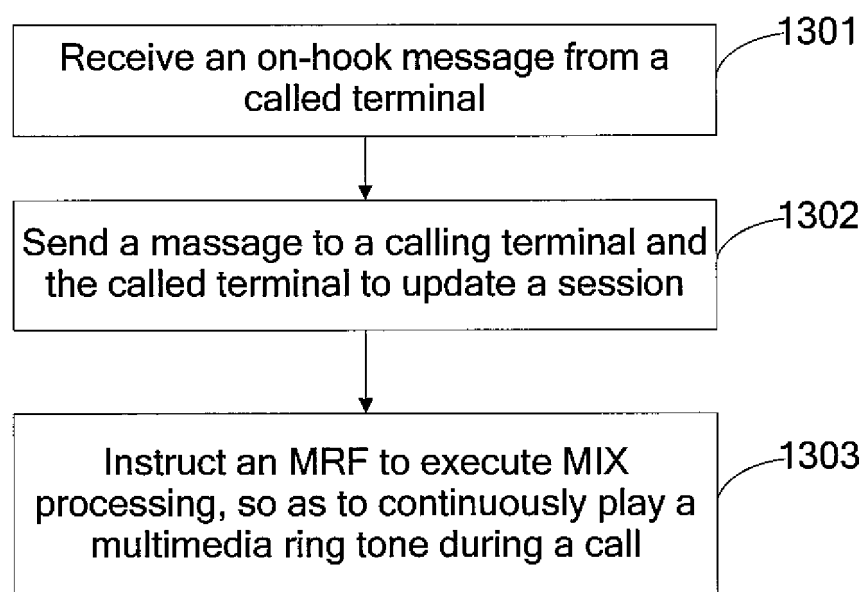 Receive an on-hook message from a
called terminal
1301
Send a massage to a calling terminal and
the called terminal to update a session
1302
Instruct an MRF to execute MIX
processing, so as to continuously play a
multimedia ring tone during a call
1303